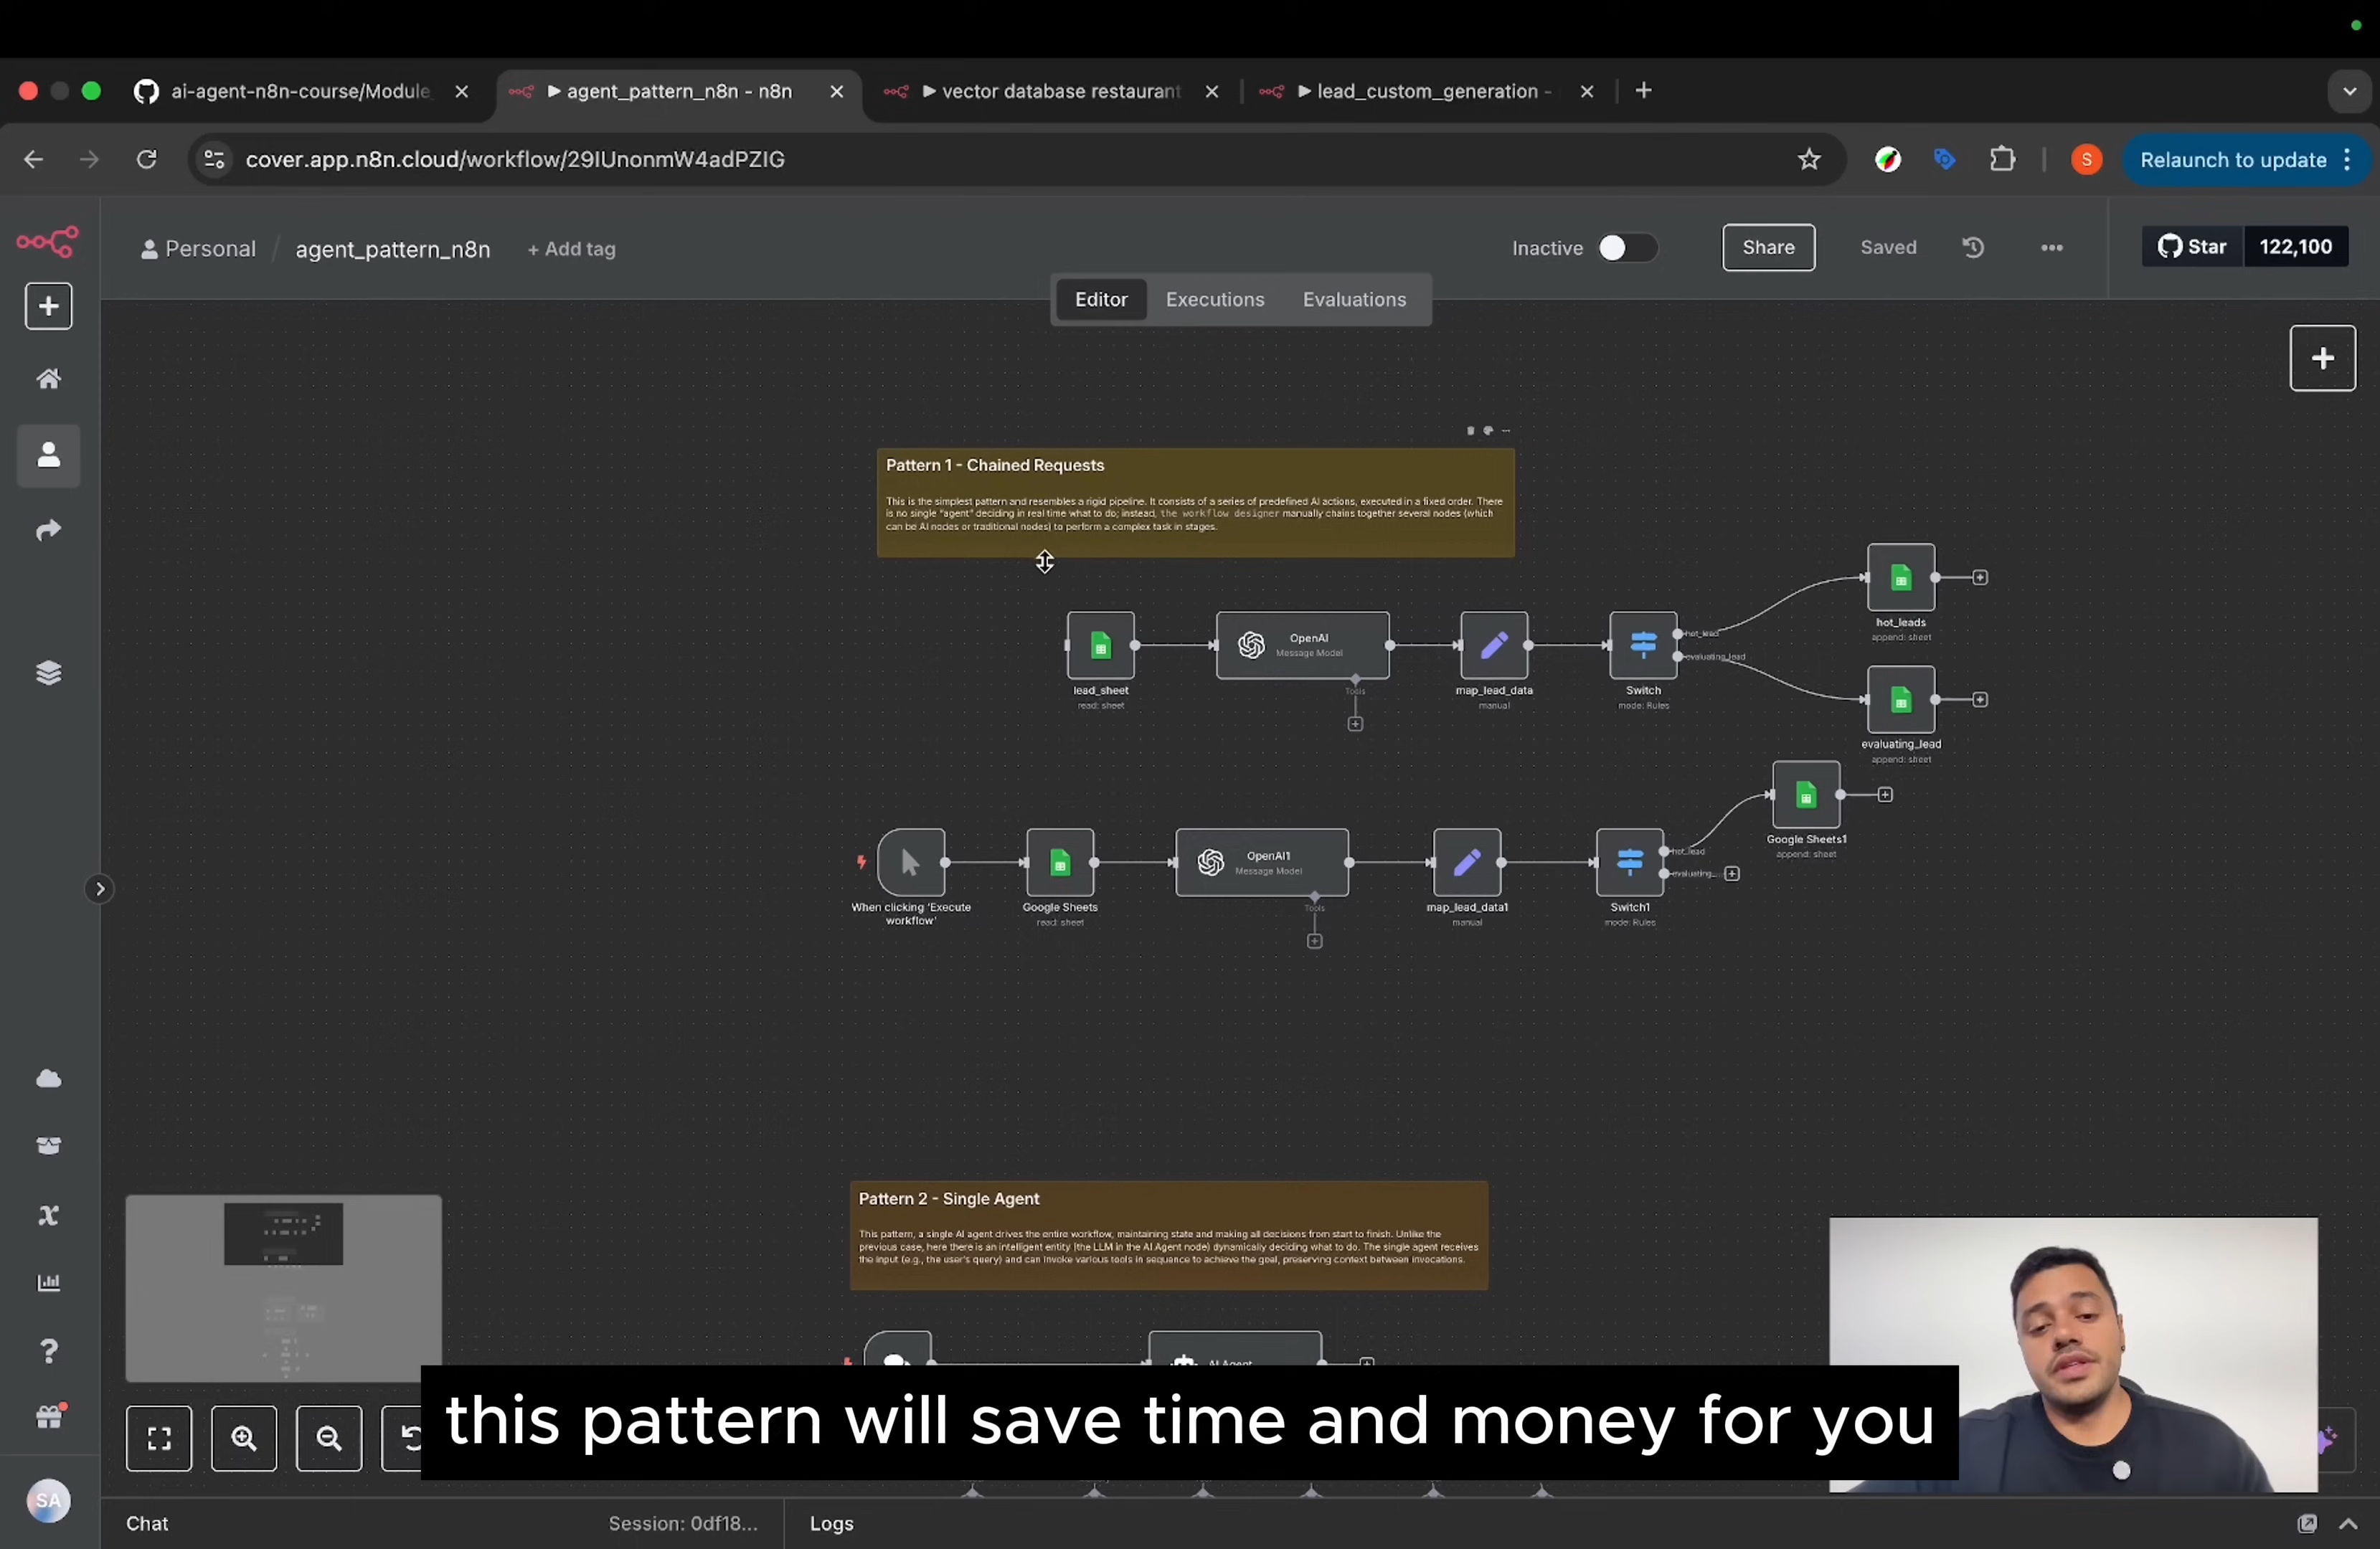 ai-agent-n8n-course/Module_
agent_pattern_n8n - n8n
vector database restaurant
lead_custom_generation -
cover.app.n8n.cloud/workflow/29IUnonmW4adPZIG
S
Relaunch to update
Personal / agent_pattern_n8n + Add tag
Inactive
Share
Saved
Star 122,100
Editor Executions Evaluations
Pattern 1 - Chained Requests
This is the simplest pattern and resembles a rigid pipeline. It consists of a series of predefined AI actions, executed in a fixed order. There
is no single "agent" deciding in real time what to do; instead, the workflow designer manually chains together several nodes (which
can be AI nodes or traditional nodes) to perform a complex task in stages.
lead_sheet
read: sheet
OpenAI
Message Model
Tools
map_lead_data
manual
Switch
mode: Rules
hot_lead
evaluating_lead
hot_leads
append: sheet
evaluating_lead
append: sheet
When clicking 'Execute
workflow'
Google Sheets
read: sheet
OpenAI1
Message Model
Tools
map_lead_data1
manual
Switch1
mode: Rules
hot_lead
evaluating...
Google Sheets1
append: sheet
Pattern 2 - Single Agent
This pattern, a single AI agent drives the entire workflow, maintaining state and making all decisions from start to finish. Unlike the
previous case, here there is an intelligent entity (the LLM in the AI Agent node) dynamically deciding what to do. The single agent receives
the input (e.g., the user's query) and can invoke various tools in sequence to achieve the goal, preserving context between invocations.
AI Agent
this pattern will save time and money for you
SA
Chat
Session: 0df18...
Logs